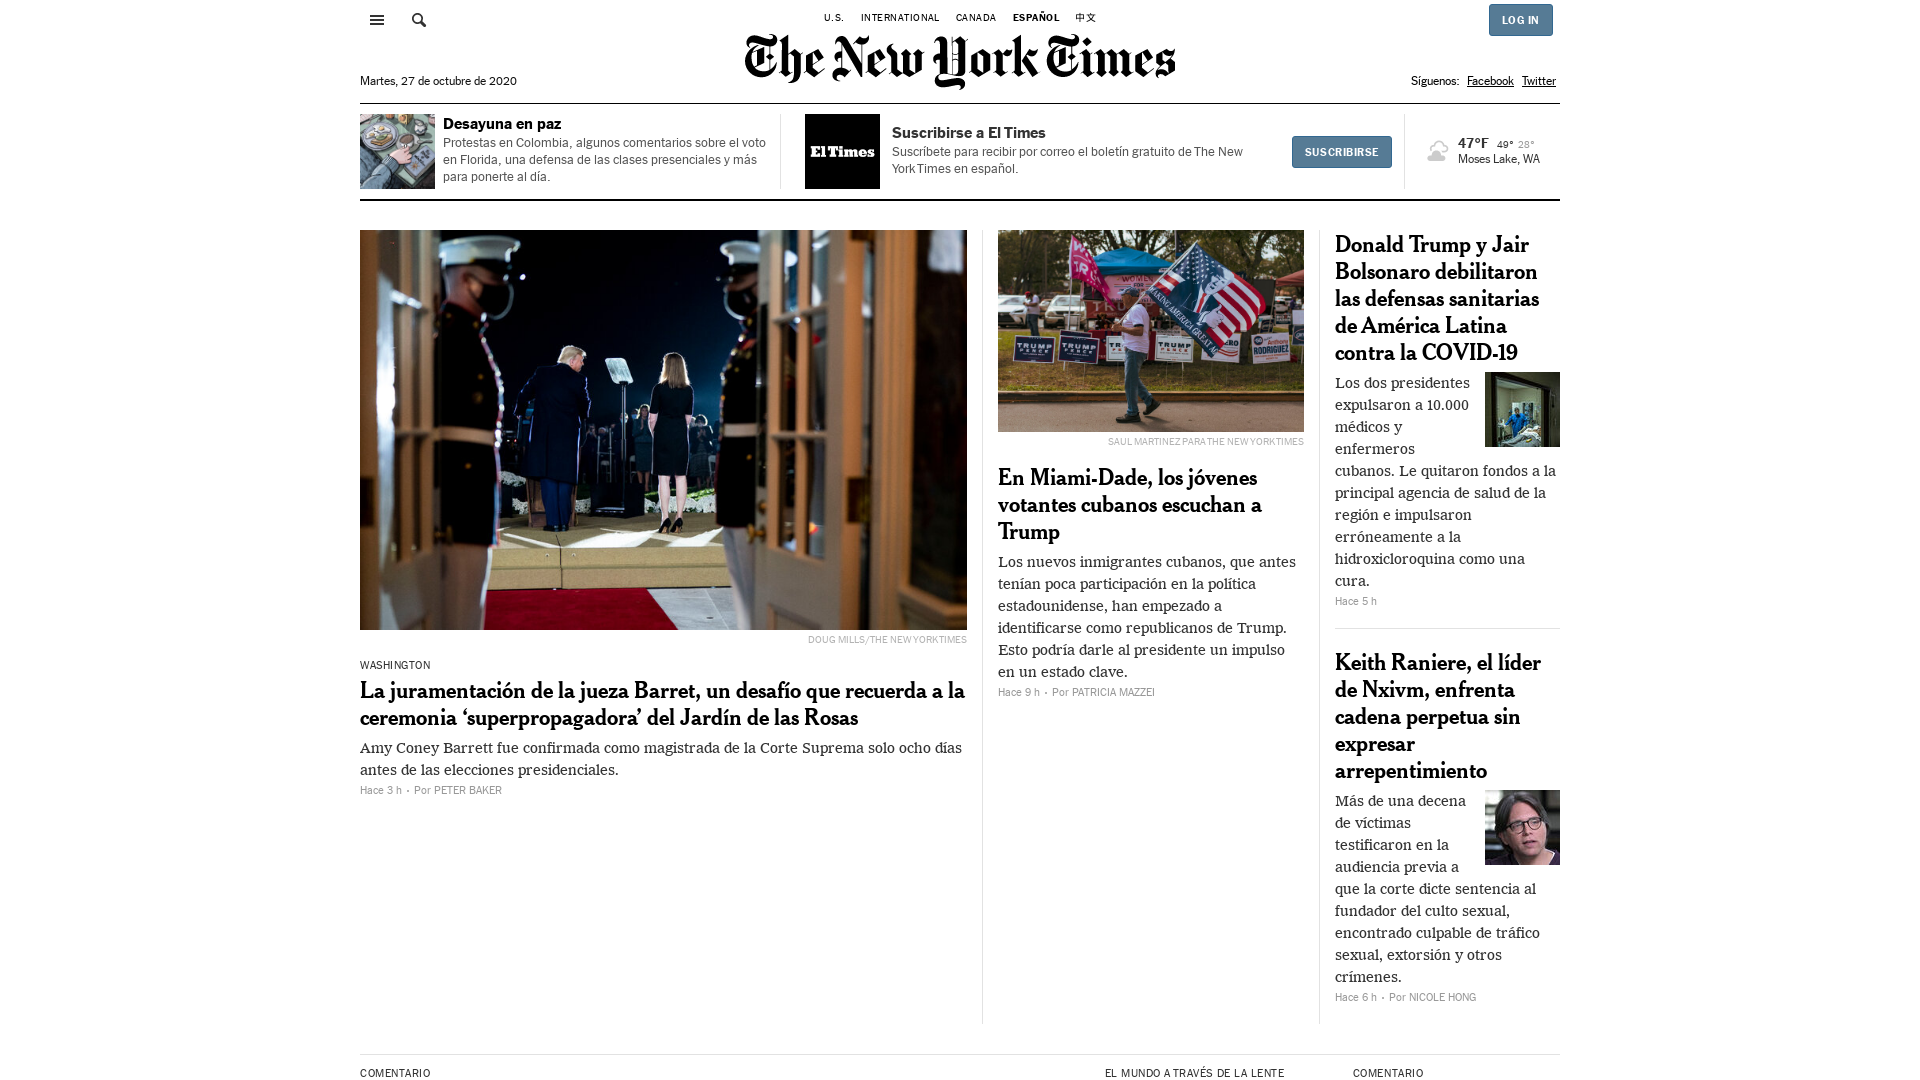 U.S. INTERNATIONAL CANADA ESPAÑOL 中文
LOG IN
The New York Times
Martes, 27 de octubre de 2020
Síguenos: Facebook Twitter
Desayuna en paz
Protestas en Colombia, algunos comentarios sobre el voto
en Florida, una defensa de las clases presenciales y más
para ponerte al día.
El Times
Suscribirse a El Times
Suscríbete para recibir por correo el boletín gratuito de The New
York Times en español.
SUSCRIBIRSE
47°F 49° 28°
Moses Lake, WA
DOUG MILLS/THE NEW YORK TIMES
WASHINGTON
La juramentación de la jueza Barret, un desafío que recuerda a la
ceremonia ‘superpropagadora’ del Jardín de las Rosas
Amy Coney Barrett fue confirmada como magistrada de la Corte Suprema solo ocho días
antes de las elecciones presidenciales.
Hace 3 h • Por PETER BAKER
MAKING AMERICA GREAT
TRUMP
PENCE
TRUMP
PENCE
TRUMP
PENCE
RODRIGUEZ
SAUL MARTINEZ PARA THE NEW YORK TIMES
En Miami-Dade, los jóvenes
votantes cubanos escuchan a
Trump
Los nuevos inmigrantes cubanos, que antes
tenían poca participación en la política
estadounidense, han empezado a
identificarse como republicanos de Trump.
Esto podría darle al presidente un impulso
en un estado clave.
Hace 9 h • Por PATRICIA MAZZEI
Donald Trump y Jair
Bolsonaro debilitaron
las defensas sanitarias
de América Latina
contra la COVID-19
Los dos presidentes
expulsaron a 10.000
médicos y
enfermeros
cubanos. Le quitaron fondos a la
principal agencia de salud de la
región e impulsaron
erróneamente a la
hidroxicloroquina como una
cura.
Hace 5 h
Keith Raniere, el líder
de Nxivm, enfrenta
cadena perpetua sin
expresar
arrepentimiento
Más de una decena
de víctimas
testificaron en la
audiencia previa a
que la corte dicte sentencia al
fundador del culto sexual,
encontrado culpable de tráfico
sexual, extorsión y otros
crímenes.
Hace 6 h • Por NICOLE HONG
COMENTARIO
EL MUNDO A TRAVÉS DE LA LENTE
COMENTARIO